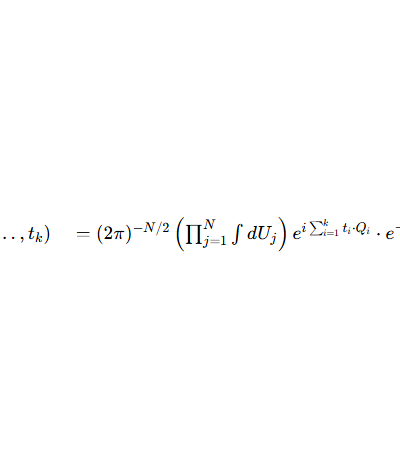 . . , t_k) = (2π)^{-N/2} (∏_{j=1}^{N} ∫ dU_j) e^{i ∑_{i=1}^{k} t_i·Q_i} · e^{-